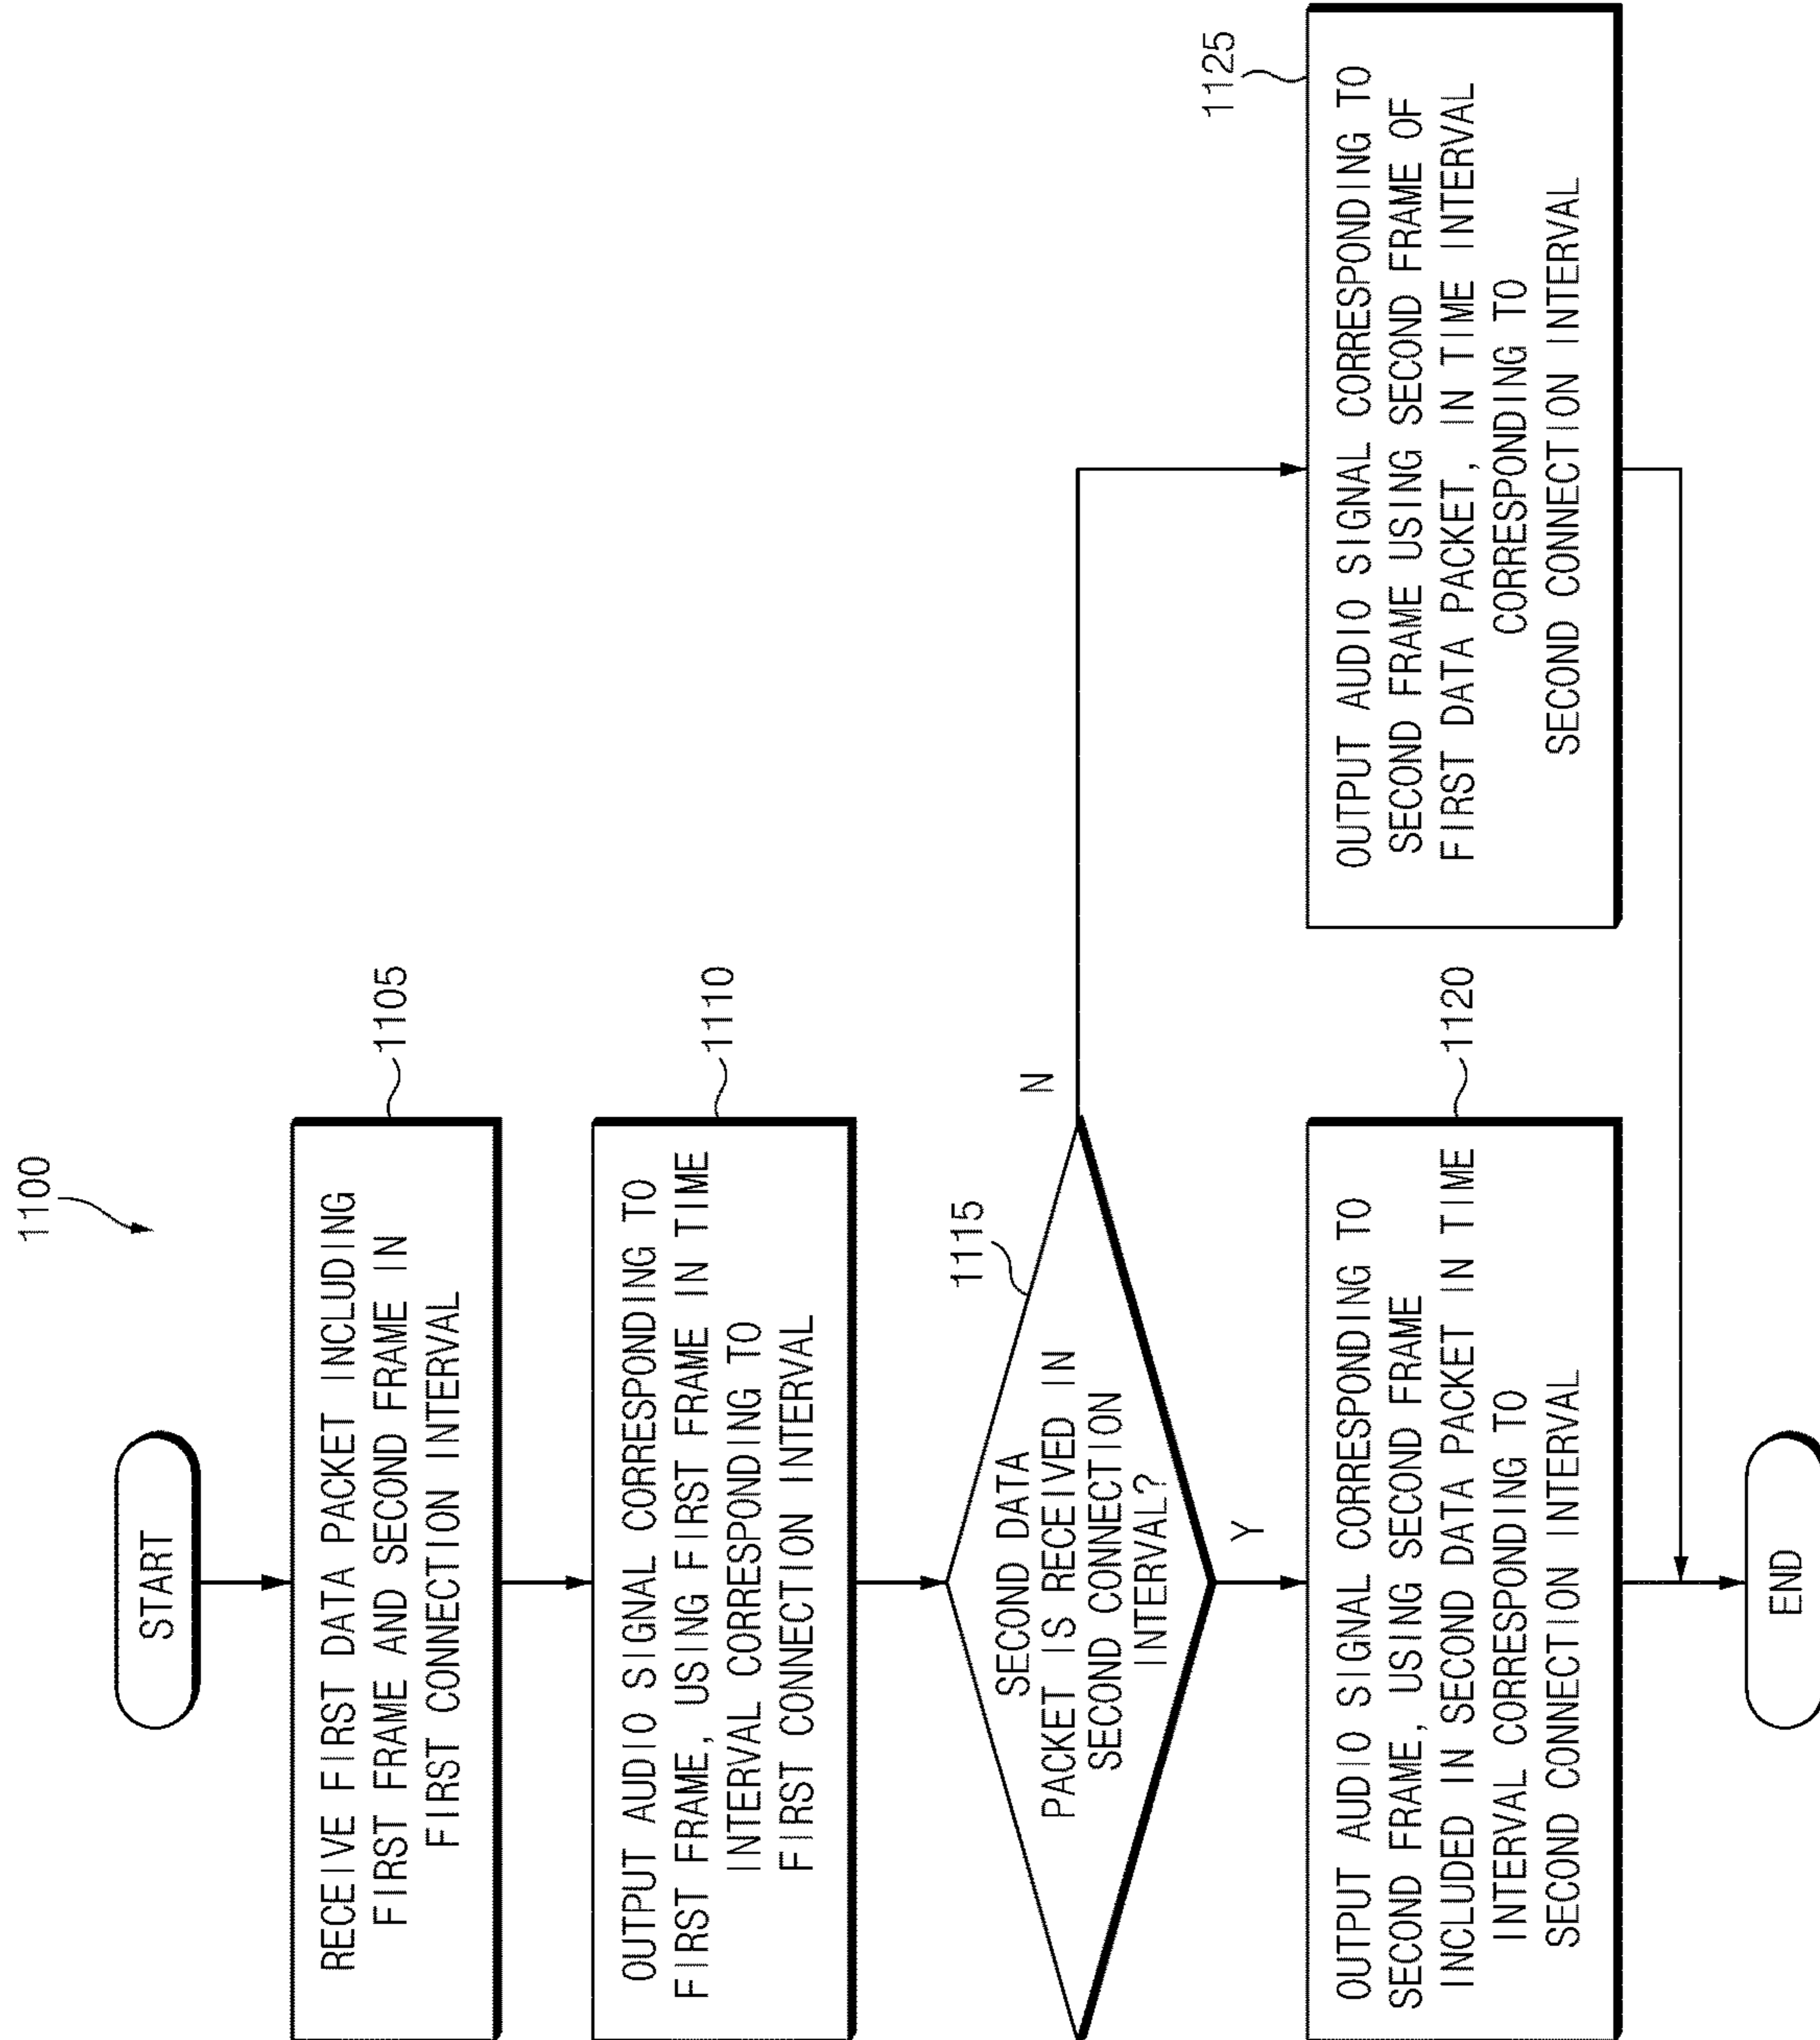 1100
START
RECEIVE FIRST DATA PACKET INCLUDING
FIRST FRAME AND SECOND FRAME IN
FIRST CONNECTION INTERVAL
1105
OUTPUT AUDIO SIGNAL CORRESPONDING TO
FIRST FRAME, USING FIRST FRAME IN TIME
INTERVAL CORRESPONDING TO
FIRST CONNECTION INTERVAL
1110
SECOND DATA
PACKET IS RECEIVED IN
SECOND CONNECTION
INTERVAL?
1115
N
Y
OUTPUT AUDIO SIGNAL CORRESPONDING TO
SECOND FRAME, USING SECOND FRAME
INCLUDED IN SECOND DATA PACKET IN TIME
INTERVAL CORRESPONDING TO
SECOND CONNECTION INTERVAL
1120
OUTPUT AUDIO SIGNAL CORRESPONDING TO
SECOND FRAME USING SECOND FRAME OF
FIRST DATA PACKET, IN TIME INTERVAL
CORRESPONDING TO
SECOND CONNECTION INTERVAL
1125
END